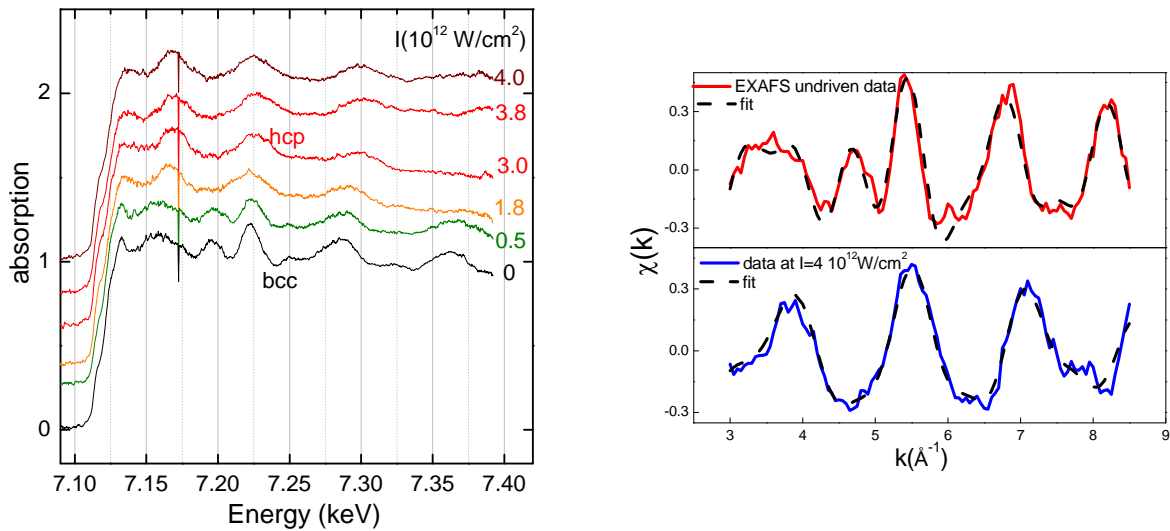 I(10¹² W/cm²)
4.0
3.8
hcp
3.0
1.8
0.5
bcc
0
absorption
2
1
0
7.10 7.15 7.20 7.25 7.30 7.35 7.40
Energy (keV)
EXAFS undriven data
fit
0.3
0.0
-0.3
data at I=4 10¹²W/cm²
fit
0.3
0.0
-0.3
χ(k)
3 4 5 6 7 8 9
k(Å⁻¹)